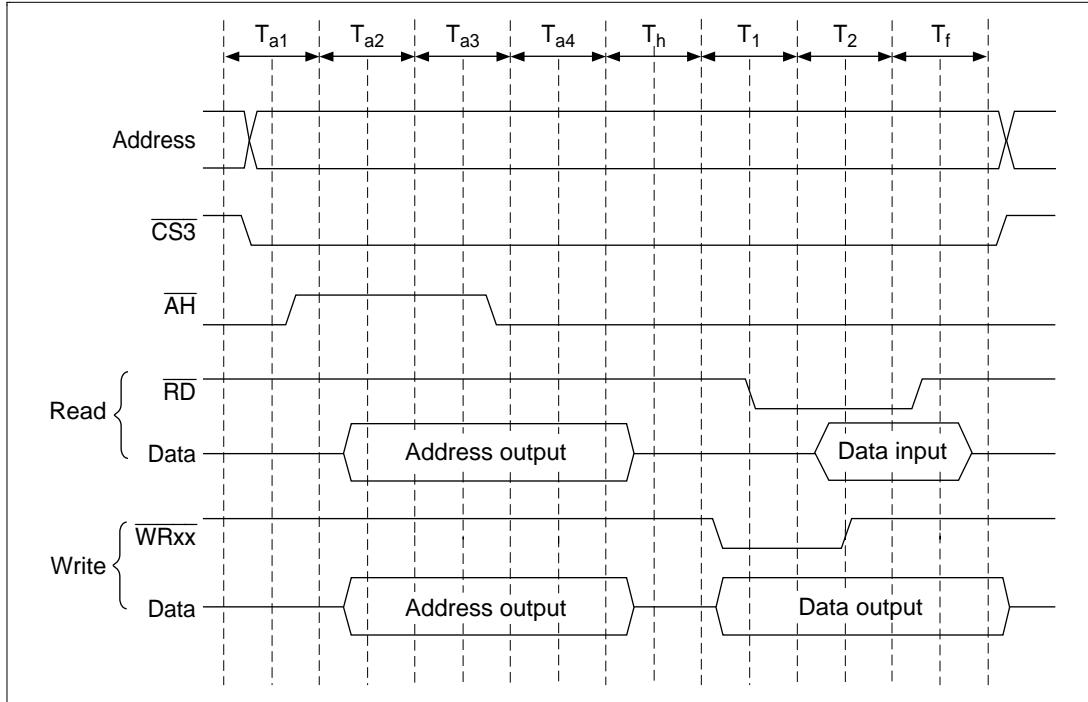 Ta1 Ta2 Ta3 Ta4 Th T1 T2 Tf
Address
CS3
AH
RD
Read
Data Address output Data input
WRxx
Write
Data Address output Data output